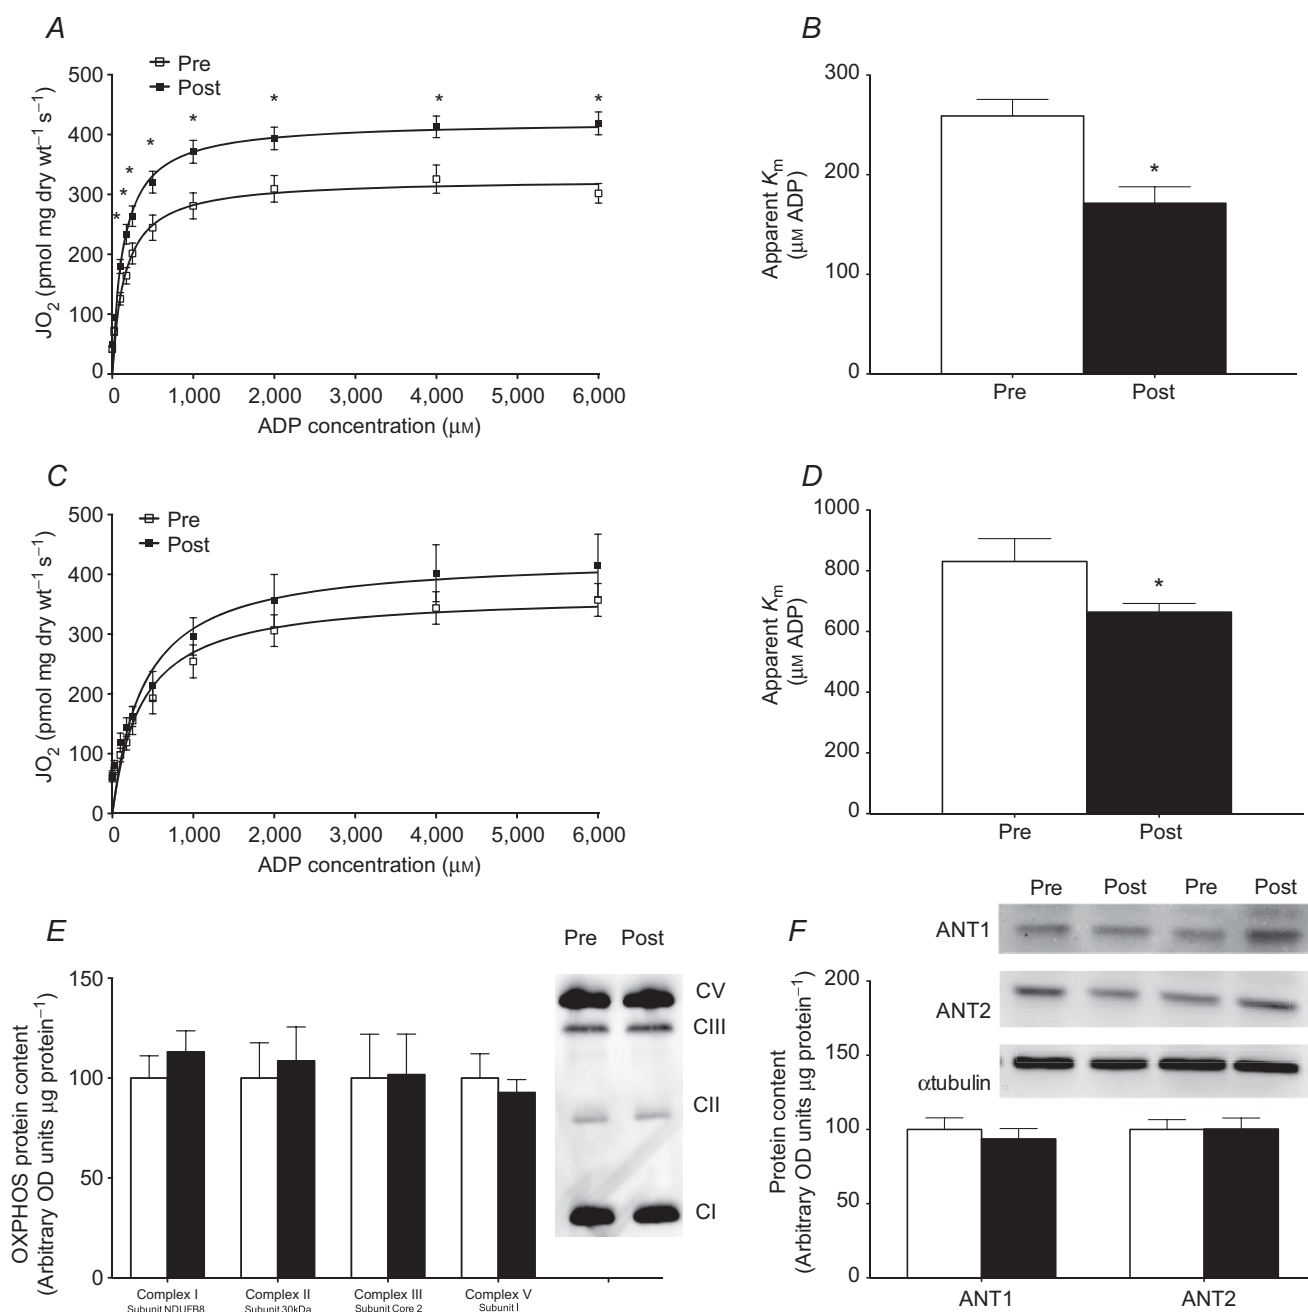 A
Pre
Post
500
400
300
200
100
0
JO2 (pmol mg dry wt−1 s−1)
* * * * * * * *
0 1,000 2,000 3,000 4,000 5,000 6,000
ADP concentration (μM)
B
300
200
100
0
Apparent Km
(μM ADP)
*
Pre Post
C
Pre
Post
500
400
300
200
100
0
JO2 (pmol mg dry wt−1 s−1)
0 1,000 2,000 3,000 4,000 5,000 6,000
ADP concentration (μM)
D
1000
800
600
400
200
0
Apparent Km
(μM ADP)
*
Pre Post
E
150
100
50
0
OXPHOS protein content
(Arbitrary OD units μg protein−1)
Complex I Complex II Complex III Complex V
Subunit NDUFB8 Subunit 30kDa Subunit Core 2 Subunit I
Pre Post
CV
CIII
CII
CI
F
Pre Post Pre Post
ANT1
ANT2
αtubulin
200
150
100
50
0
Protein content
(Arbitrary OD units μg protein−1)
ANT1 ANT2